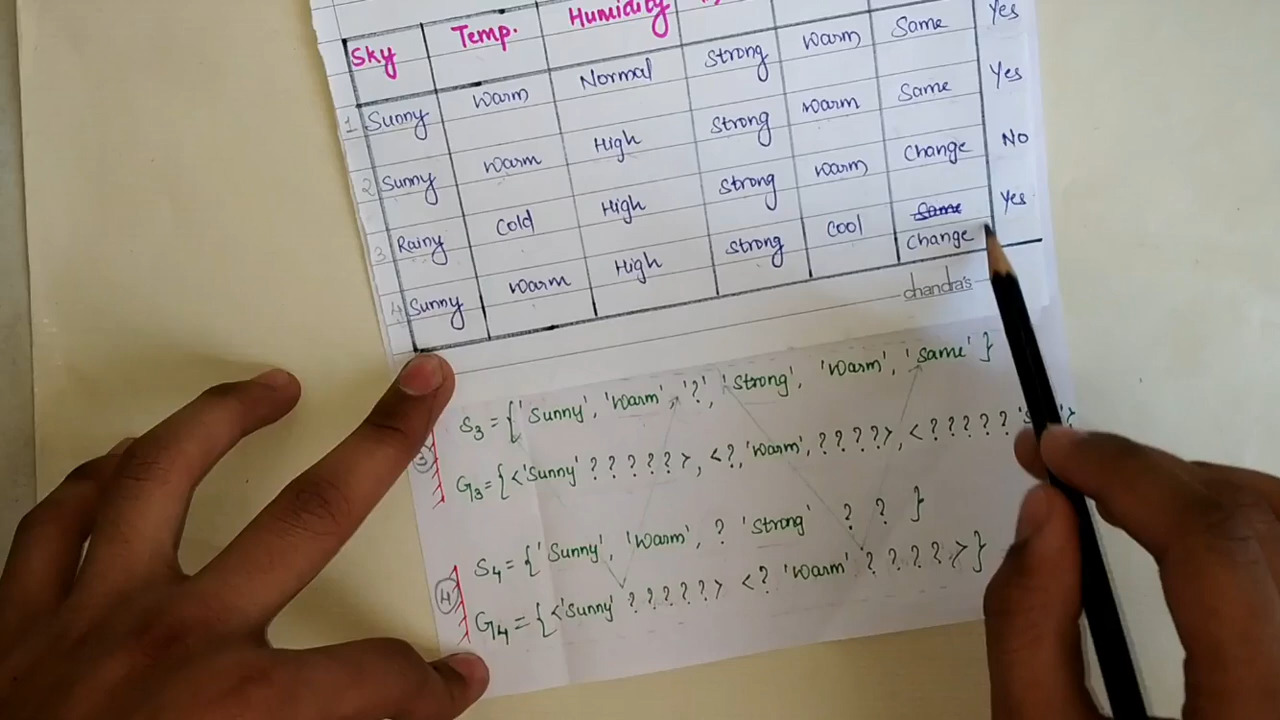 Sky Temp. Humidity
1 Sunny Warm Normal Strong Warm Same Yes
2 Sunny Warm High Strong Warm Same Yes
3 Rainy Cold High Strong Warm Change No
4 Sunny Warm High Strong Cool Same Change Yes
chandra's
3
S3 = {'Sunny', 'Warm', '?', 'Strong', 'Warm', 'Same' }
G3 = {<'Sunny' ? ? ? ? ? >, < ?, 'Warm', ? ? ? ? >, < ? ? ? ? ?
4
S4 = {'Sunny', 'Warm', ? 'Strong' ? ? }
G4 = {<'Sunny' ? ? ? ? ? > < ? 'Warm' ? ? ? ? > }